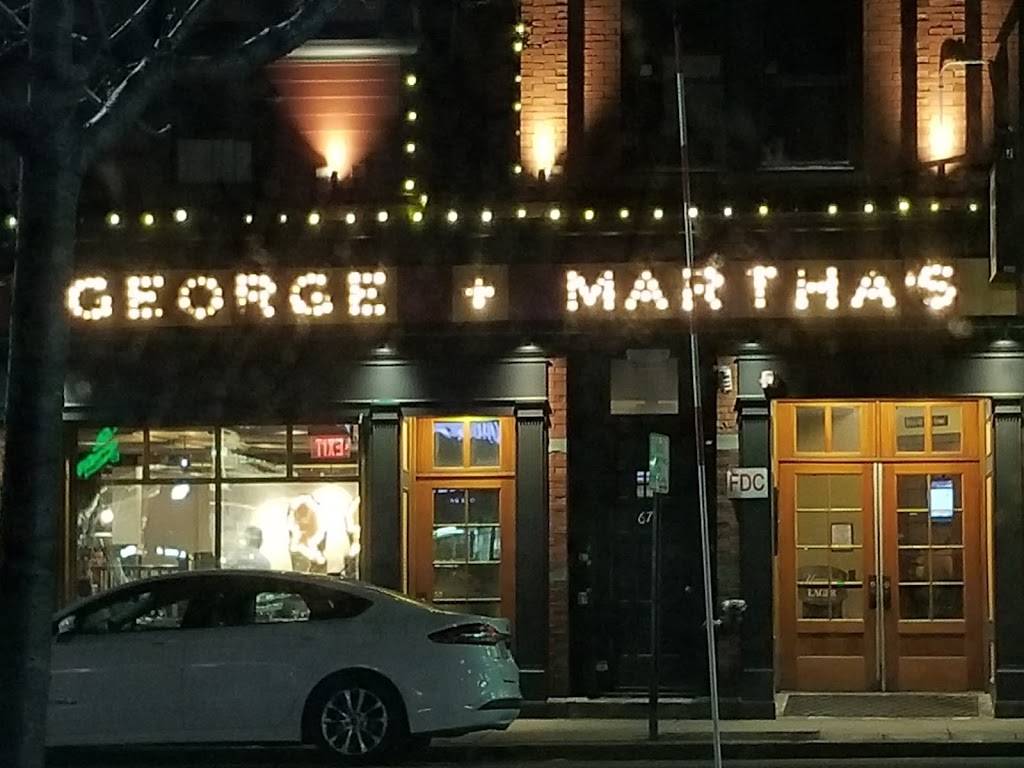 GEORGE + MARTHA'S
EXIT
FDC
67
LAGER